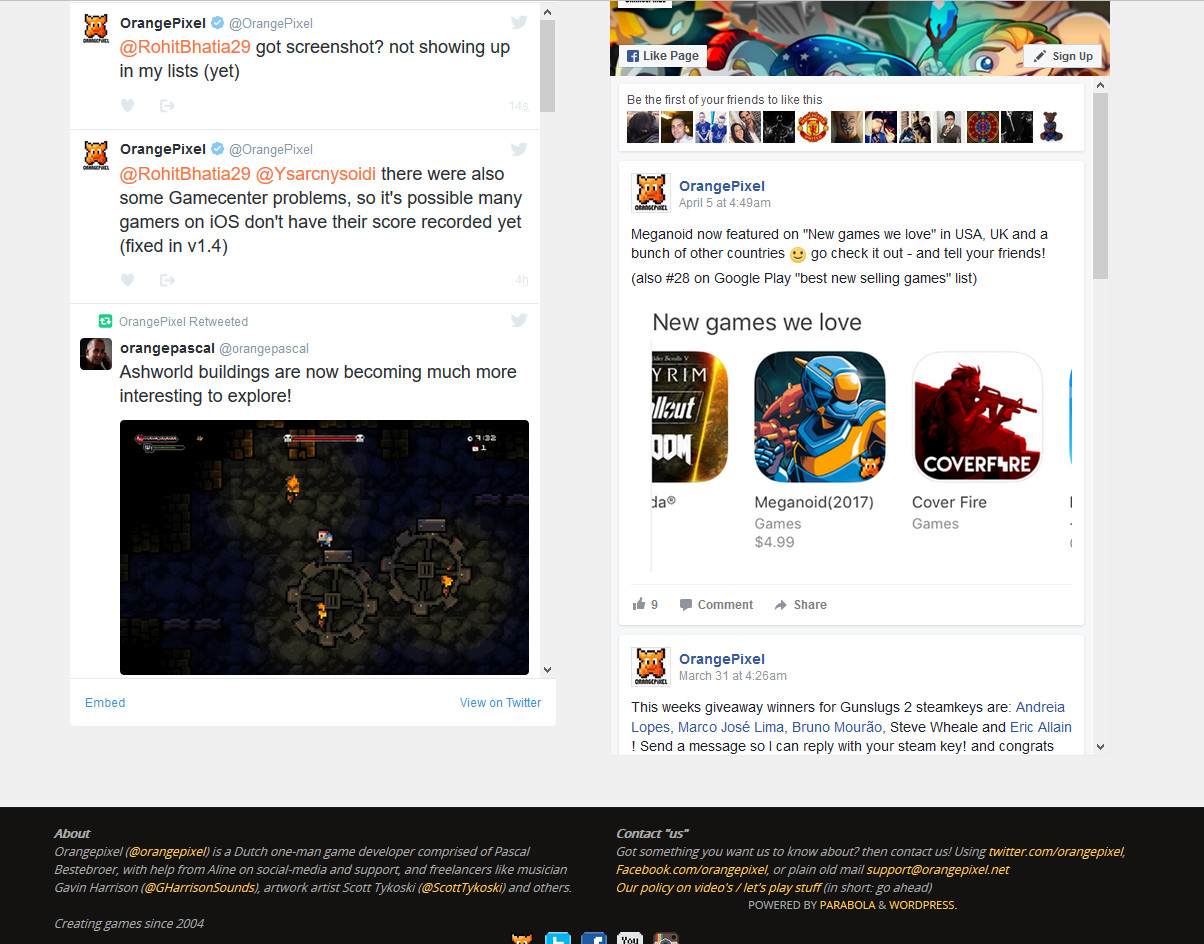 OrangePixel @OrangePixel
@RohitBhatia29 got screenshot? not showing up
in my lists (yet)
14s
OrangePixel @OrangePixel
@RohitBhatia29 @Ysarcnysoidi there were also
some Gamecenter problems, so it's possible many
gamers on iOS don't have their score recorded yet
(fixed in v1.4)
4h
OrangePixel Retweeted
orangepascal @orangepascal
Ashworld buildings are now becoming much more
interesting to explore!
7:32
1
Embed
View on Twitter
Like Page
Sign Up
Be the first of your friends to like this
OrangePixel
April 5 at 4:49am
ORANGEPIXEL
Meganoid now featured on "New games we love" in USA, UK and a
bunch of other countries 🙂 go check it out - and tell your friends!
(also #28 on Google Play "best new selling games" list)
New games we love
YRIM
llout
OOM
COVERFIRE
da®
Meganoid(2017)
Cover Fire
Games
Games
$4.99
9
Comment
Share
OrangePixel
March 31 at 4:26am
ORANGEPIXEL
This weeks giveaway winners for Gunslugs 2 steamkeys are: Andreia
Lopes, Marco José Lima, Bruno Mourão, Steve Wheale and Eric Allain
! Send a message so I can reply with your steam key! and congrats
About
Orangepixel (@orangepixel) is a Dutch one-man game developer comprised of Pascal
Bestebroer, with help from Aline on social-media and support, and freelancers like musician
Gavin Harrison (@GHarrisonSounds), artwork artist Scott Tykoski (@ScottTykoski) and others.
Creating games since 2004
Contact "us"
Got something you want us to know about? then contact us! Using twitter.com/orangepixel,
Facebook.com/orangepixel, or plain old mail support@orangepixel.net
Our policy on video's / let's play stuff (in short: go ahead)
POWERED BY PARABOLA & WORDPRESS.
You